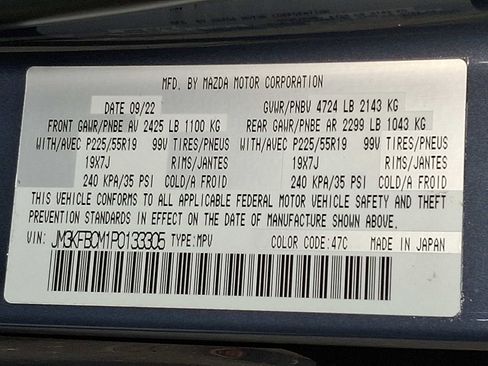 MFD. BY MAZDA MOTOR CORPORATION
DATE 09/22 GVWR/PNBV 4724 LB 2143 KG
FRONT GAWR/PNBE AV 2425 LB 1100 KG REAR GAWR/PNBE AR 2299 LB 1043 KG
WITH/AVEC P225/55R19 99V TIRES/PNEUS WITH/AVEC P225/55R19 99V TIRES/PNEUS
19X7J RIMS/JANTES 19X7J RIMS/JANTES
240 KPA/35 PSI COLD/A FROID 240 KPA/35 PSI COLD/A FROID
THIS VEHICLE CONFORMS TO ALL APPLICABLE FEDERAL MOTOR VEHICLE SAFETY AND THEFT
PREVENTION STANDARDS IN EFFECT ON THE DATE OF MANUFACTURE SHOWN ABOVE.
VIN: JM3KFBCM1P0133305 TYPE:MPV COLOR CODE:47C MADE IN JAPAN